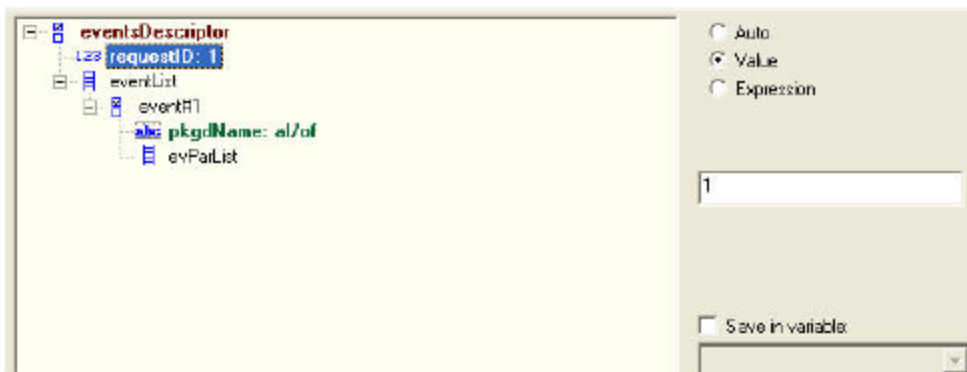 eventsDescriptor
123 requestID: 1
eventList
event#1
abc pkgdName: al/of
evParList
Auto
Value
Expression
1
Save in variable: